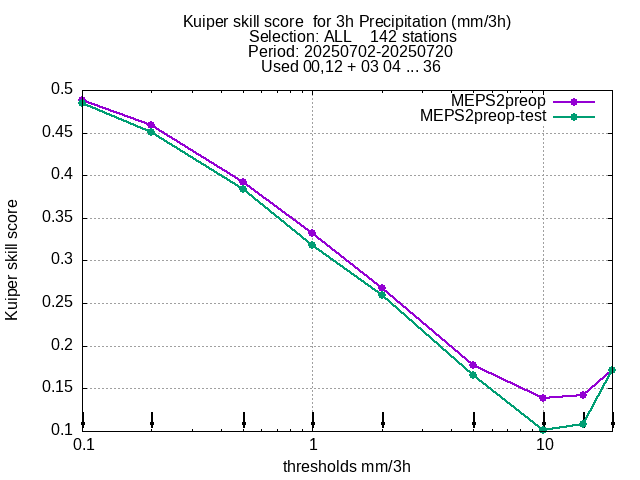 Kuiper skill score  for 3h Precipitation (mm/3h)
Selection: ALL    142 stations
Period: 20250702-20250720
Used 00,12 + 03 04 ... 36
MEPS2preop
MEPS2preop-test
Kuiper skill score
0.5
0.45
0.4
0.35
0.3
0.25
0.2
0.15
0.1
0.1 1 10
thresholds mm/3h